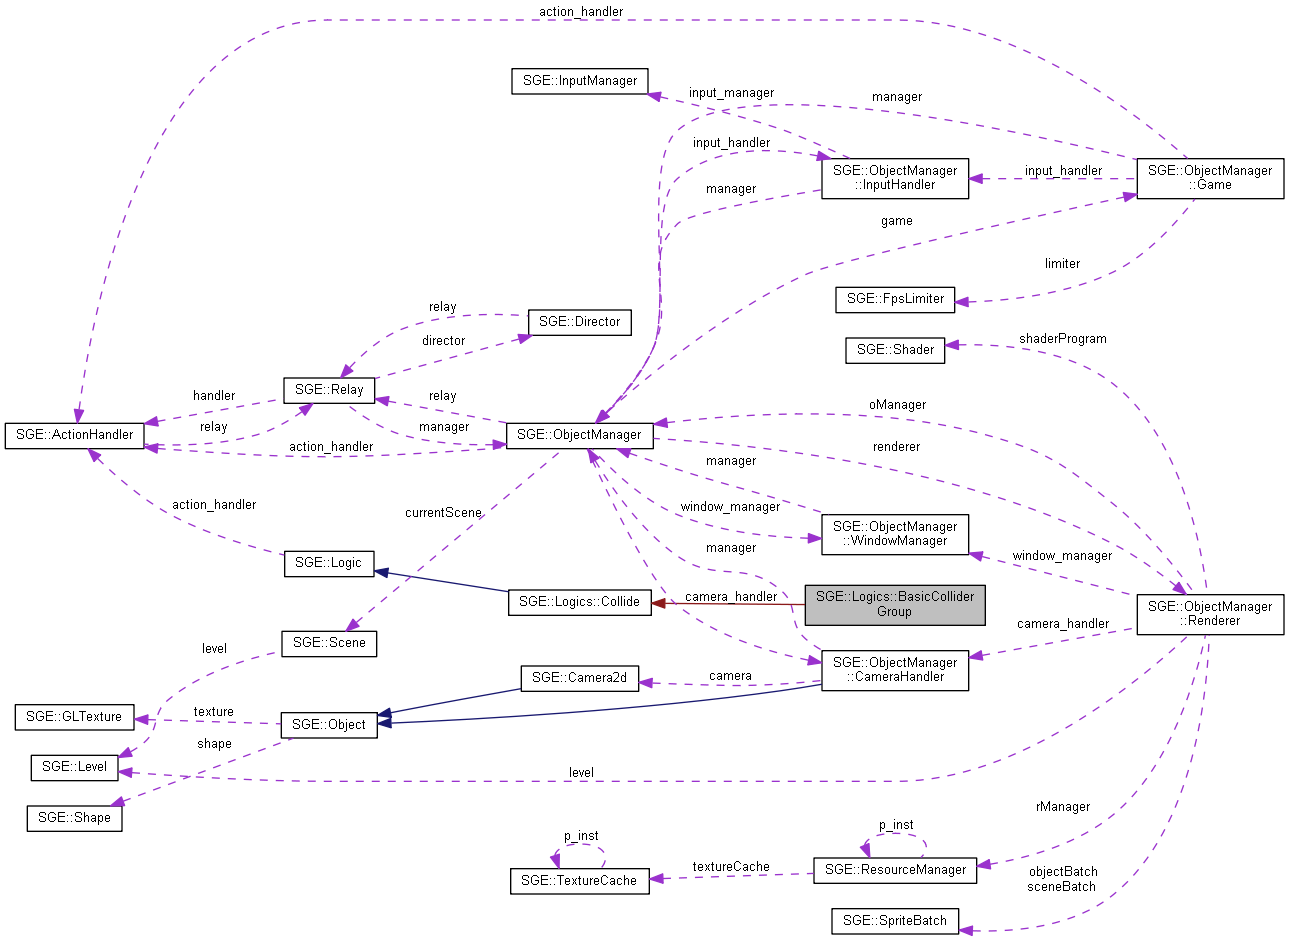 action_handler
SGE::InputManager
input_manager
manager
input_handler
SGE::ObjectManager
::InputHandler
input_handler
SGE::ObjectManager
::Game
manager
game
limiter
SGE::FpsLimiter
relay
SGE::Director
director
shaderProgram
SGE::Shader
SGE::Relay
handler
relay
relay
manager
oManager
SGE::ActionHandler
action_handler
SGE::ObjectManager
renderer
manager
action_handler
currentScene
window_manager
SGE::ObjectManager
::WindowManager
manager
window_manager
SGE::Logic
SGE::Logics::Collide
camera_handler
SGE::Logics::BasicCollider
Group
SGE::ObjectManager
::Renderer
camera_handler
level
SGE::Scene
SGE::Camera2d
camera
SGE::ObjectManager
::CameraHandler
SGE::GLTexture
texture
SGE::Object
shape
SGE::Level
level
SGE::Shape
rManager
p_inst
p_inst
SGE::TextureCache
textureCache
SGE::ResourceManager
objectBatch
sceneBatch
SGE::SpriteBatch